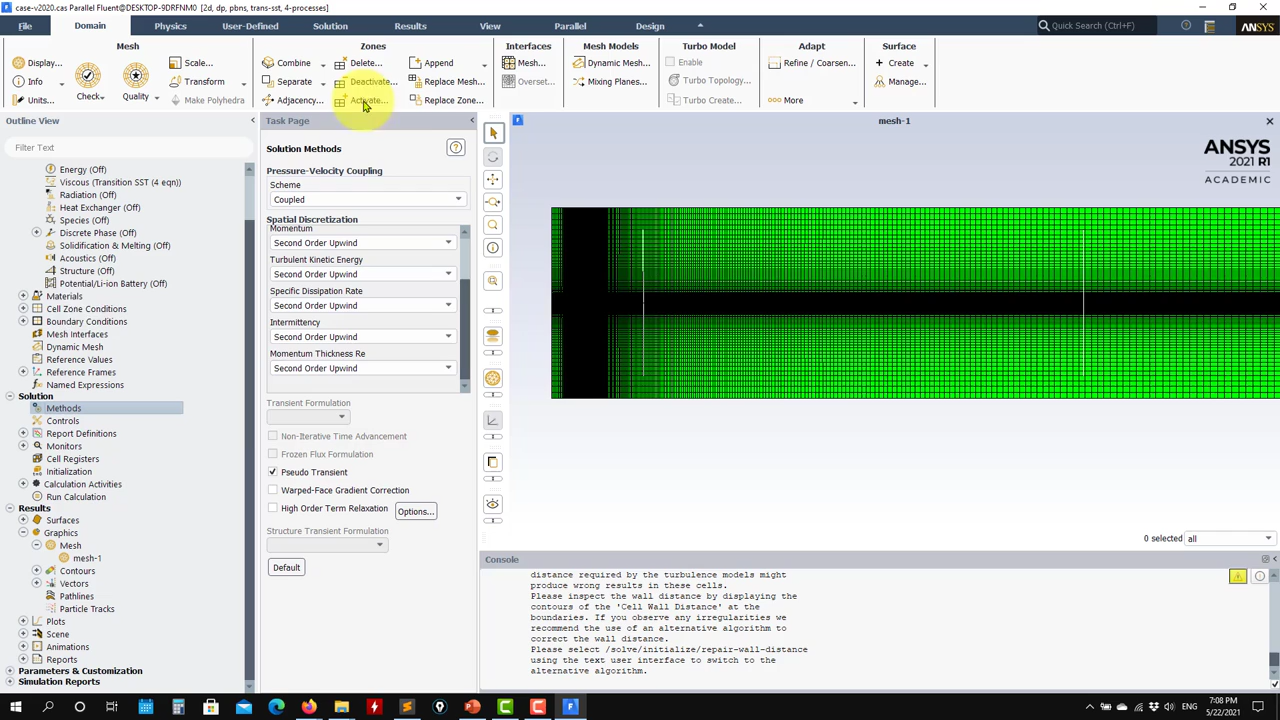 case-v2020.cas Parallel Fluent@DESKTOP-9DRFNM0 [2d, dp, pbns, trans-sst, 4-processes]
File
Domain
Physics
User-Defined
Solution
Results
View
Parallel
Design
Quick Search (Ctrl+F)
ANSYS
Mesh
Display...
Info
Units...
Check
Quality
Scale...
Transform
Make Polyhedra
Zones
Combine
Separate
Adjacency...
Delete...
Deactivate...
Activate...
Append
Replace Mesh...
Replace Zone...
Interfaces
Mesh...
Overset...
Mesh Models
Dynamic Mesh...
Mixing Planes...
Turbo Model
Enable
Turbo Topology...
Turbo Create...
Adapt
Refine / Coarsen...
More
Surface
Create
Manage...
Outline View
Filter Text
Energy (Off)
Viscous (Transition SST (4 eqn))
Radiation (Off)
Heat Exchanger (Off)
Species (Off)
Discrete Phase (Off)
Solidification & Melting (Off)
Acoustics (Off)
Structure (Off)
Potential/Li-ion Battery (Off)
Materials
Cell Zone Conditions
Boundary Conditions
Mesh Interfaces
Dynamic Mesh
Reference Values
Reference Frames
Named Expressions
Solution
Methods
Controls
Report Definitions
Monitors
Cell Registers
Initialization
Calculation Activities
Run Calculation
Results
Surfaces
Graphics
Mesh
mesh-1
Contours
Vectors
Pathlines
Particle Tracks
Plots
Scene
Animations
Reports
Parameters & Customization
Simulation Reports
Task Page
Solution Methods
Pressure-Velocity Coupling
Scheme
Coupled
Spatial Discretization
Momentum
Second Order Upwind
Turbulent Kinetic Energy
Second Order Upwind
Specific Dissipation Rate
Second Order Upwind
Intermittency
Second Order Upwind
Momentum Thickness Re
Second Order Upwind
Transient Formulation
Non-Iterative Time Advancement
Frozen Flux Formulation
Pseudo Transient
Warped-Face Gradient Correction
High Order Term Relaxation
Options...
Structure Transient Formulation
Default
mesh-1
ANSYS
2021 R1
ACADEMIC
0 selected
all
Console
distance required by the turbulence models might
produce wrong results in these cells.
Please inspect the wall distance by displaying the
contours of the 'Cell Wall Distance' at the
boundaries. If you observe any irregularities we
recommend the use of an alternative algorithm to
correct the wall distance.
Please select /solve/initialize/repair-wall-distance
using the text user interface to switch to the
alternative algorithm.
ENG
7:08 PM
5/22/2021